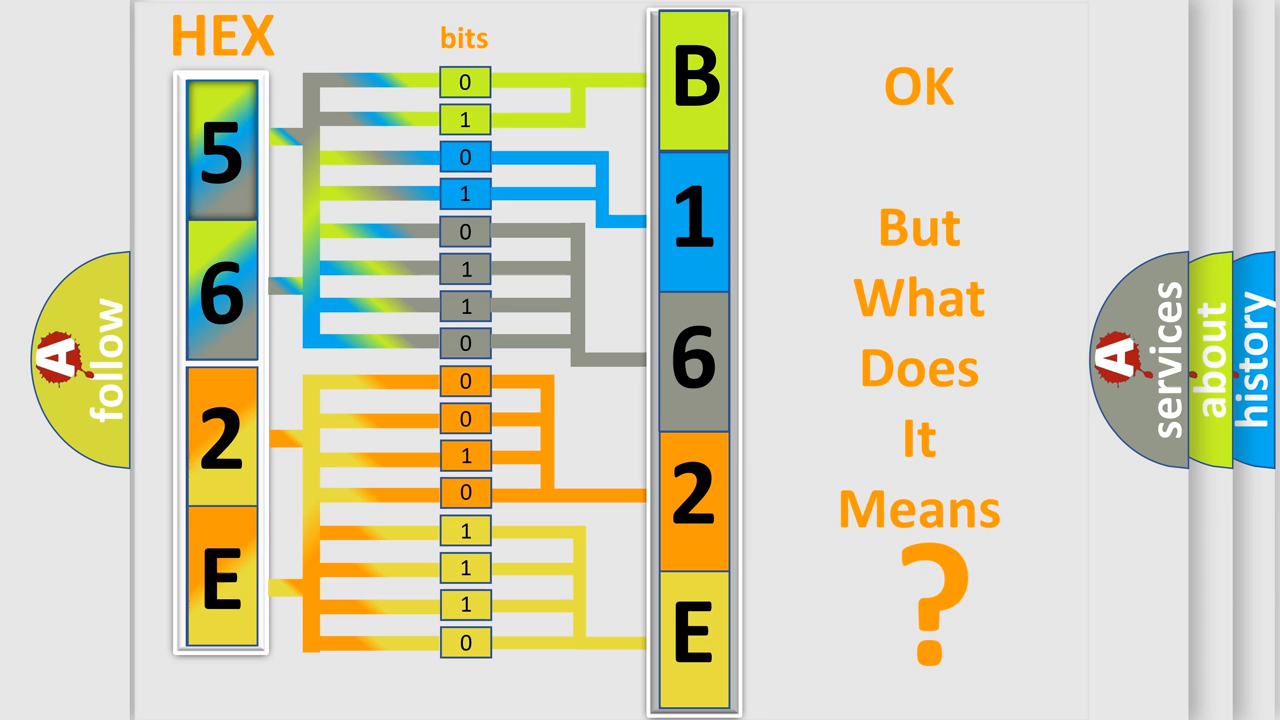 HEX
bits
5
6
2
E
0
1
0
1
0
1
1
0
0
0
1
0
1
1
1
0
B
1
6
2
E
OK
But
What
Does
It
Means
?
A
follow
A
services
about
history